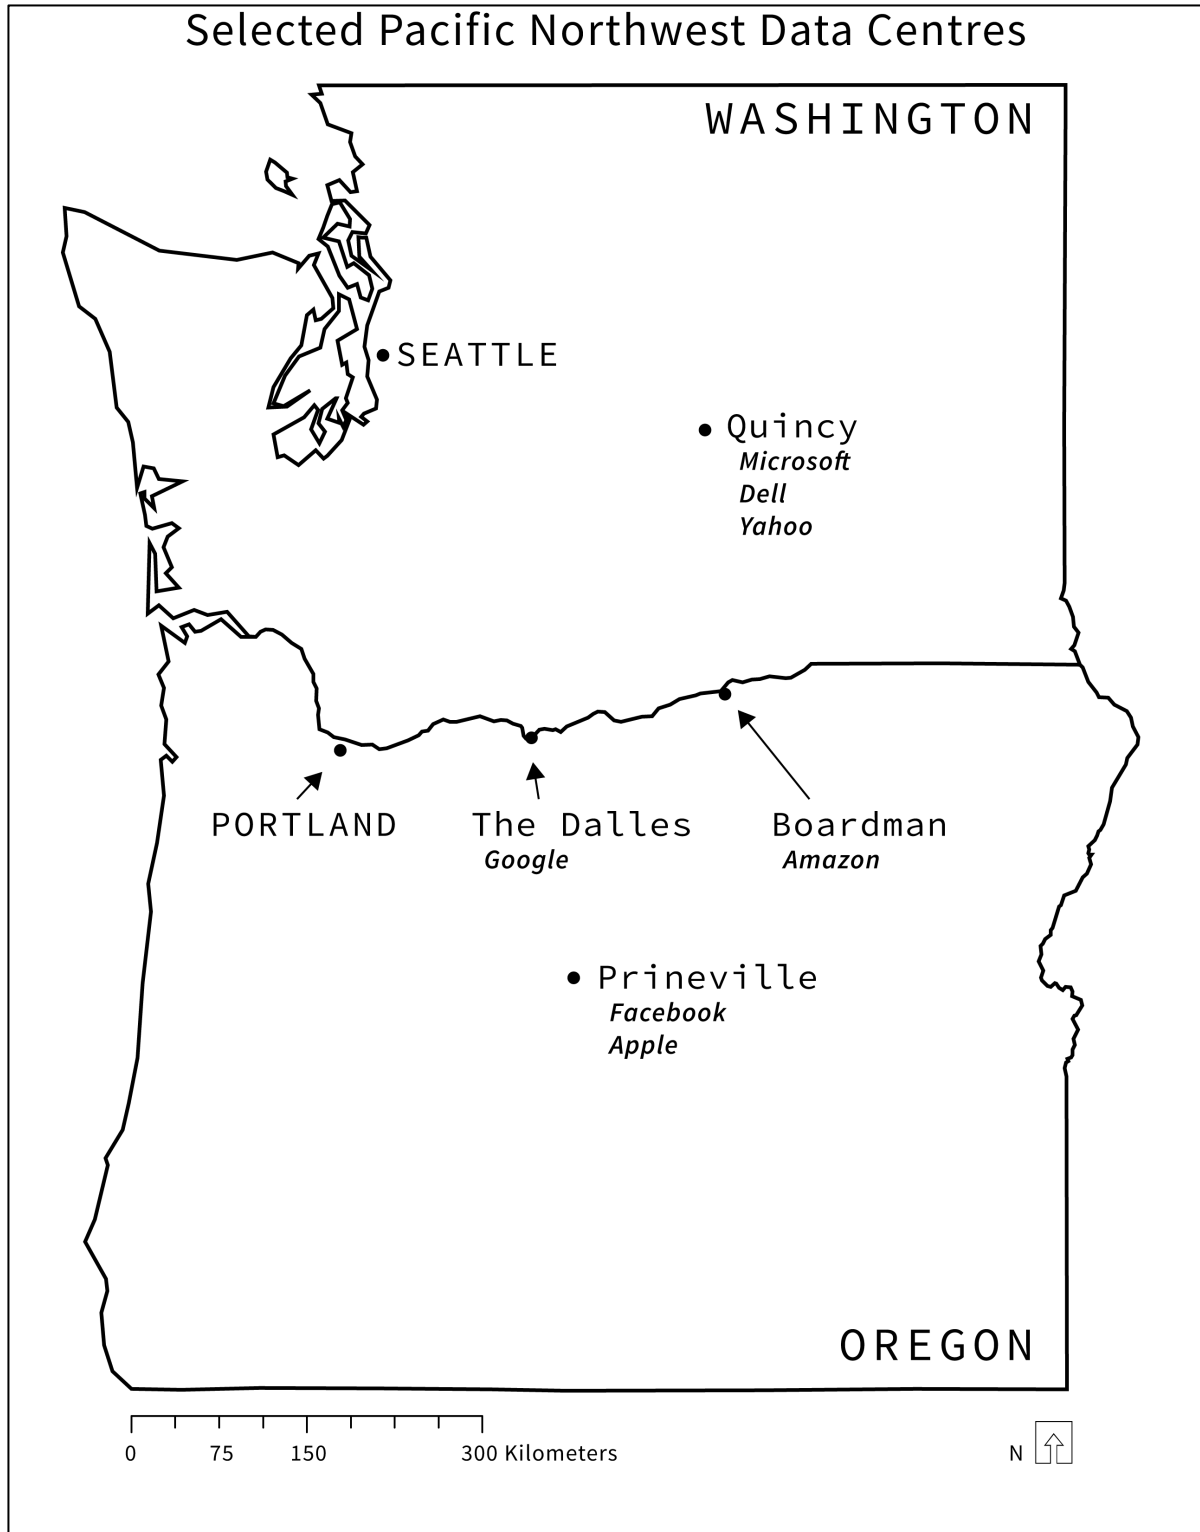 Selected Pacific Northwest Data Centres
WASHINGTON
SEATTLE
Quincy
Microsoft
Dell
Yahoo
PORTLAND
The Dalles
Google
Boardman
Amazon
Prineville
Facebook
Apple
OREGON
0 75 150 300 Kilometers
N